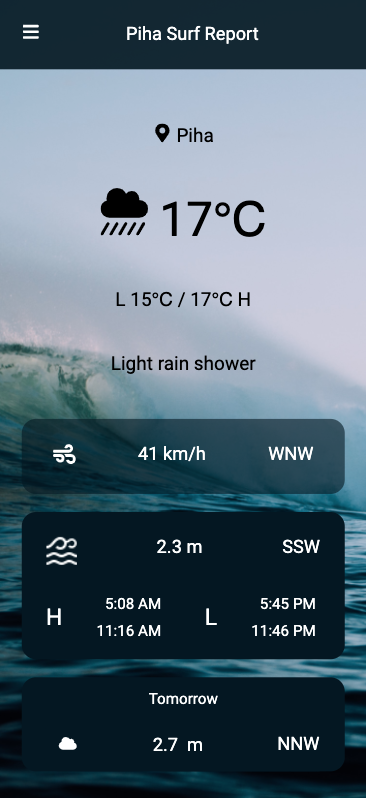 Piha Surf Report
Piha
17°C
L 15°C / 17°C H
Light rain shower
41 km/h WNW
2.3 m SSW
H 5:08 AM 11:16 AM L 5:45 PM 11:46 PM
Tomorrow
2.7 m NNW